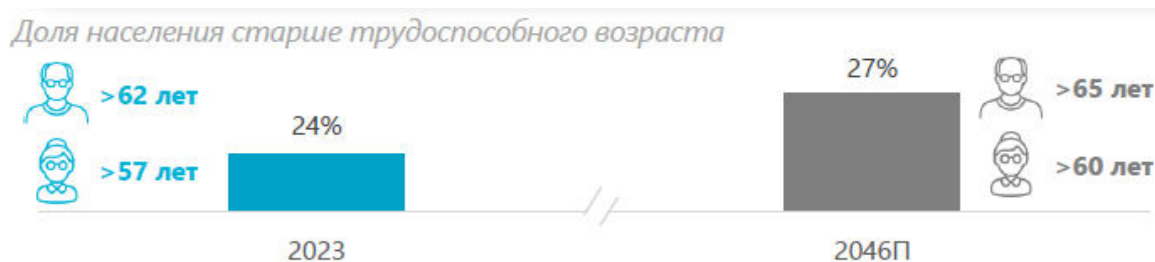 Доля населения старше трудоспособного возраста
>62 лет
24%
>57 лет
27%
>65 лет
>60 лет
2023
2046П